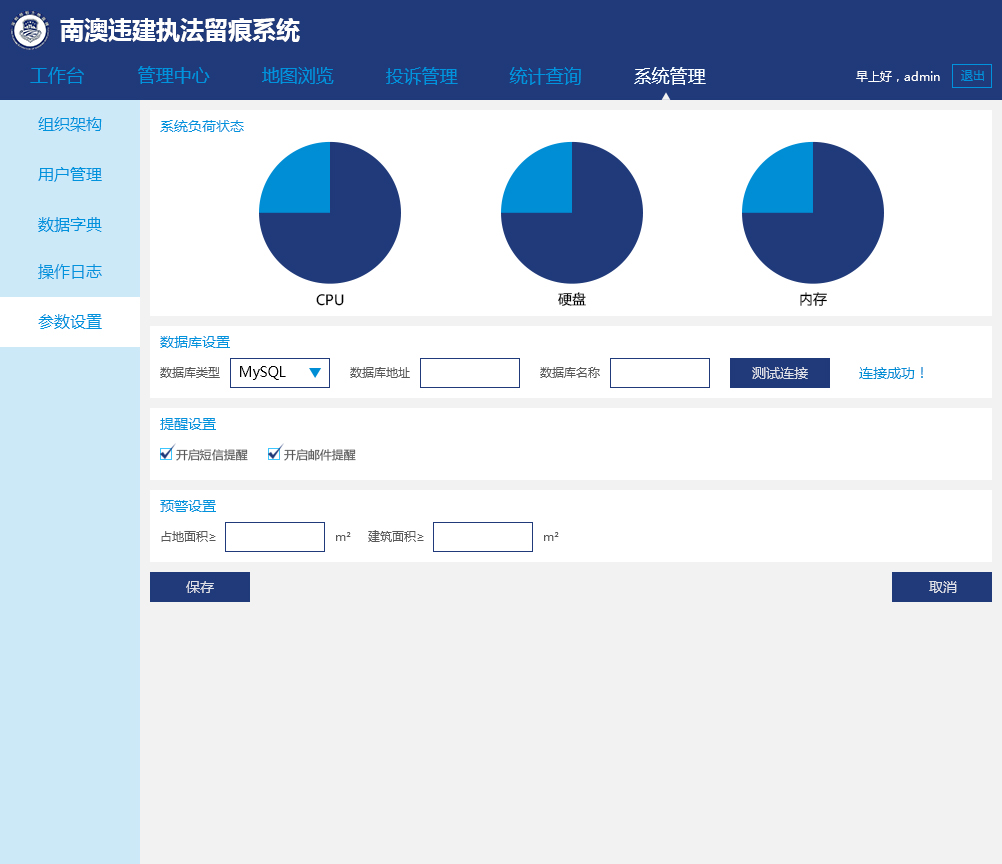 南澳违建执法留痕系统
工作台 管理中心 地图浏览 投诉管理 统计查询 系统管理 早上好，admin 退出
组织架构
用户管理
数据字典
操作日志
参数设置
系统负荷状态
CPU 硬盘 内存
数据库设置
数据库类型 MySQL 数据库地址 数据库名称 测试连接 连接成功！
提醒设置
开启短信提醒 开启邮件提醒
预警设置
占地面积≥ m² 建筑面积≥ m²
保存 取消